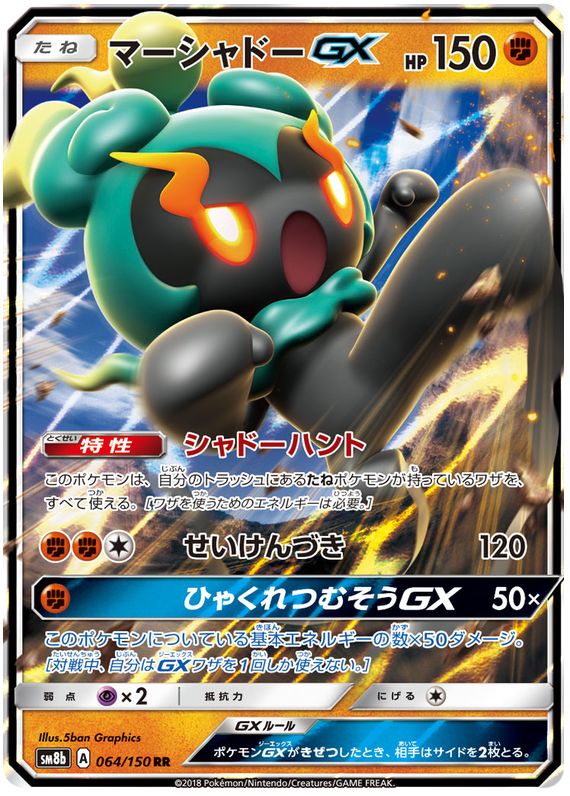 たね マーシャドーGX HP150
とくせい
特性 シャドーハント
このポケモンは、自分のトラッシュにあるたねポケモンが持っているワザを、
すべて使える。[ワザを使うためのエネルギーは必要。]
せいけんづき 120
ひゃくれつむそうGX 50×
このポケモンについている基本エネルギーの数×50ダメージ。
[対戦中、自分はGXワザを1回しか使えない。]
弱点 ×2 抵抗力 にげる
Illus.5ban Graphics
GXルール
ポケモンGXがきぜつしたとき、相手はサイドを2枚とる。
SM8b A 064/150 RR
©2018 Pokémon/Nintendo/Creatures/GAME FREAK.